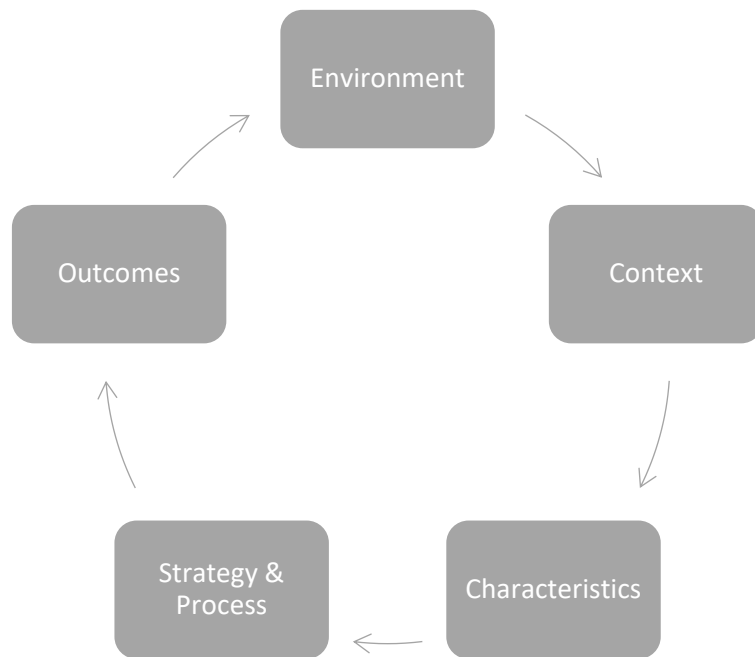 Environment
Context
Characteristics
Strategy &
Process
Outcomes